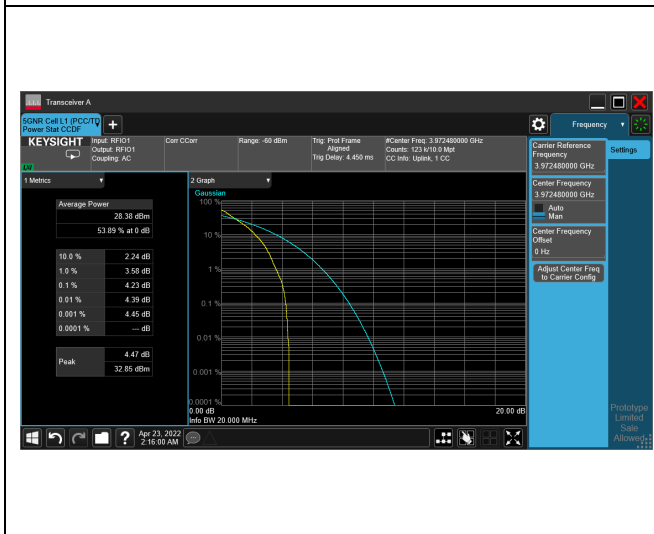 Transceiver A
5GNR Cell L1 (PCC/TD
Power Stat CCDF
Frequency
KEYSIGHT
Input: RFIO1
Output: RFIO1
Coupling: AC
Corr CCorr
Range: -60 dBm
Trig: Prot Frame
Aligned
Trig Delay: 4.450 ms
#Center Freq: 3.972480000 GHz
Counts: 123 k/10.0 Mpt
CC Info: Uplink, 1 CC
1 Metrics
Average Power
28.38 dBm
53.89 % at 0 dB
10.0 % 2.24 dB
1.0 % 3.58 dB
0.1 % 4.23 dB
0.01 % 4.39 dB
0.001 % 4.45 dB
0.0001 % --- dB
Peak
4.47 dB
32.85 dBm
2 Graph
Gaussian
100 %
10 %
1 %
0.1 %
0.01 %
0.001 %
0.0001 %
0.00 dB
20.00 dB
Info BW 20.000 MHz
Carrier Reference
Frequency
3.972480000 GHz
Center Frequency
3.972480000 GHz
Auto
Man
Center Frequency
Offset
0 Hz
Adjust Center Freq
to Carrier Config
Settings
Prototype
Limited
Sale
Allowed
?
Apr 23, 2022
2:16:00 AM